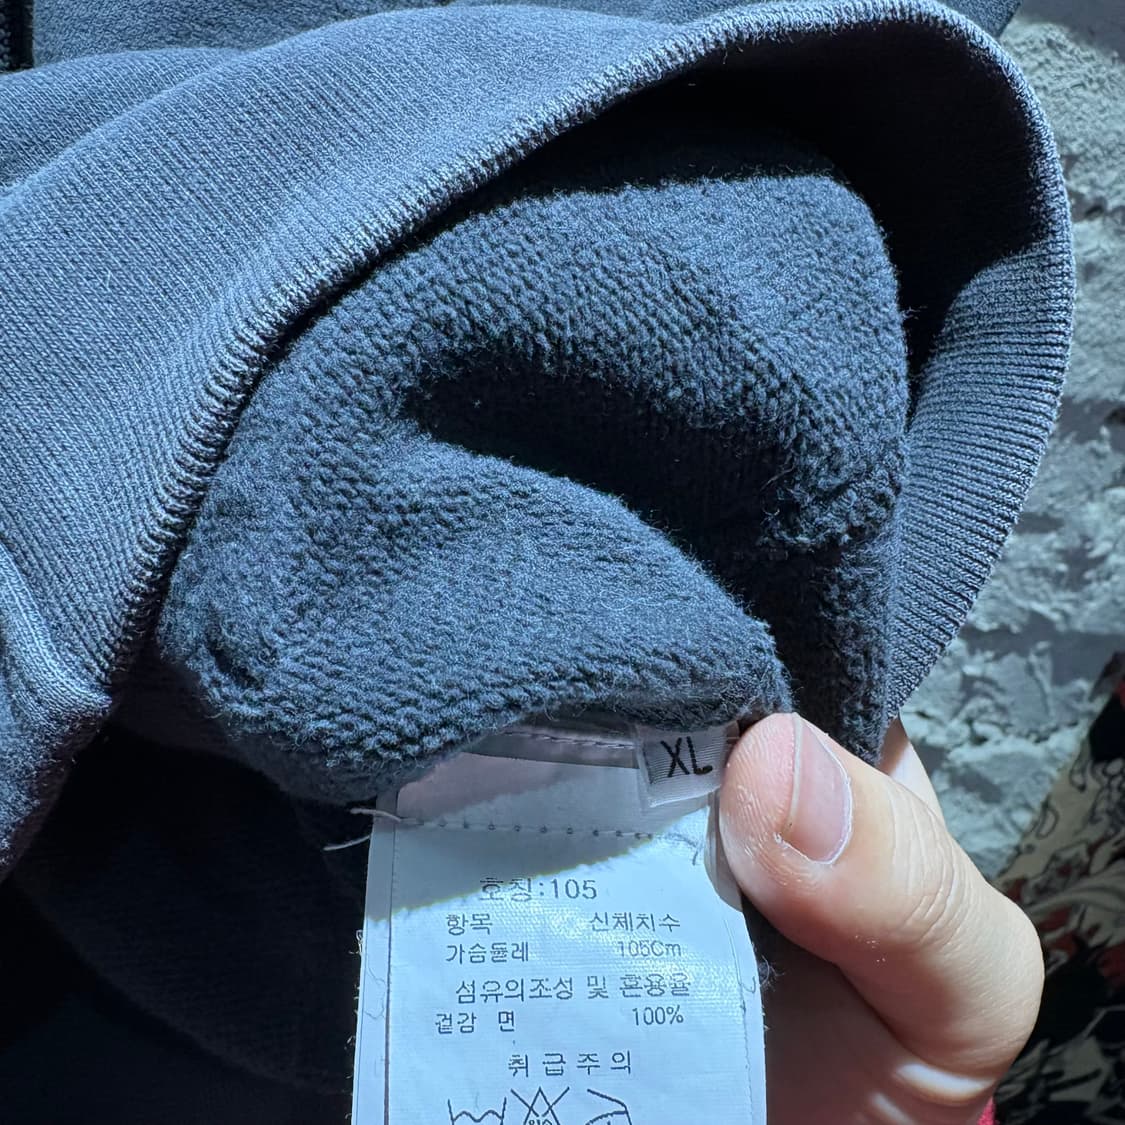 XL
호칭:105
항목 신체치수
가슴둘레 105Cm
섬유의조성 및 혼용율
겉감 면 100%
취급주의